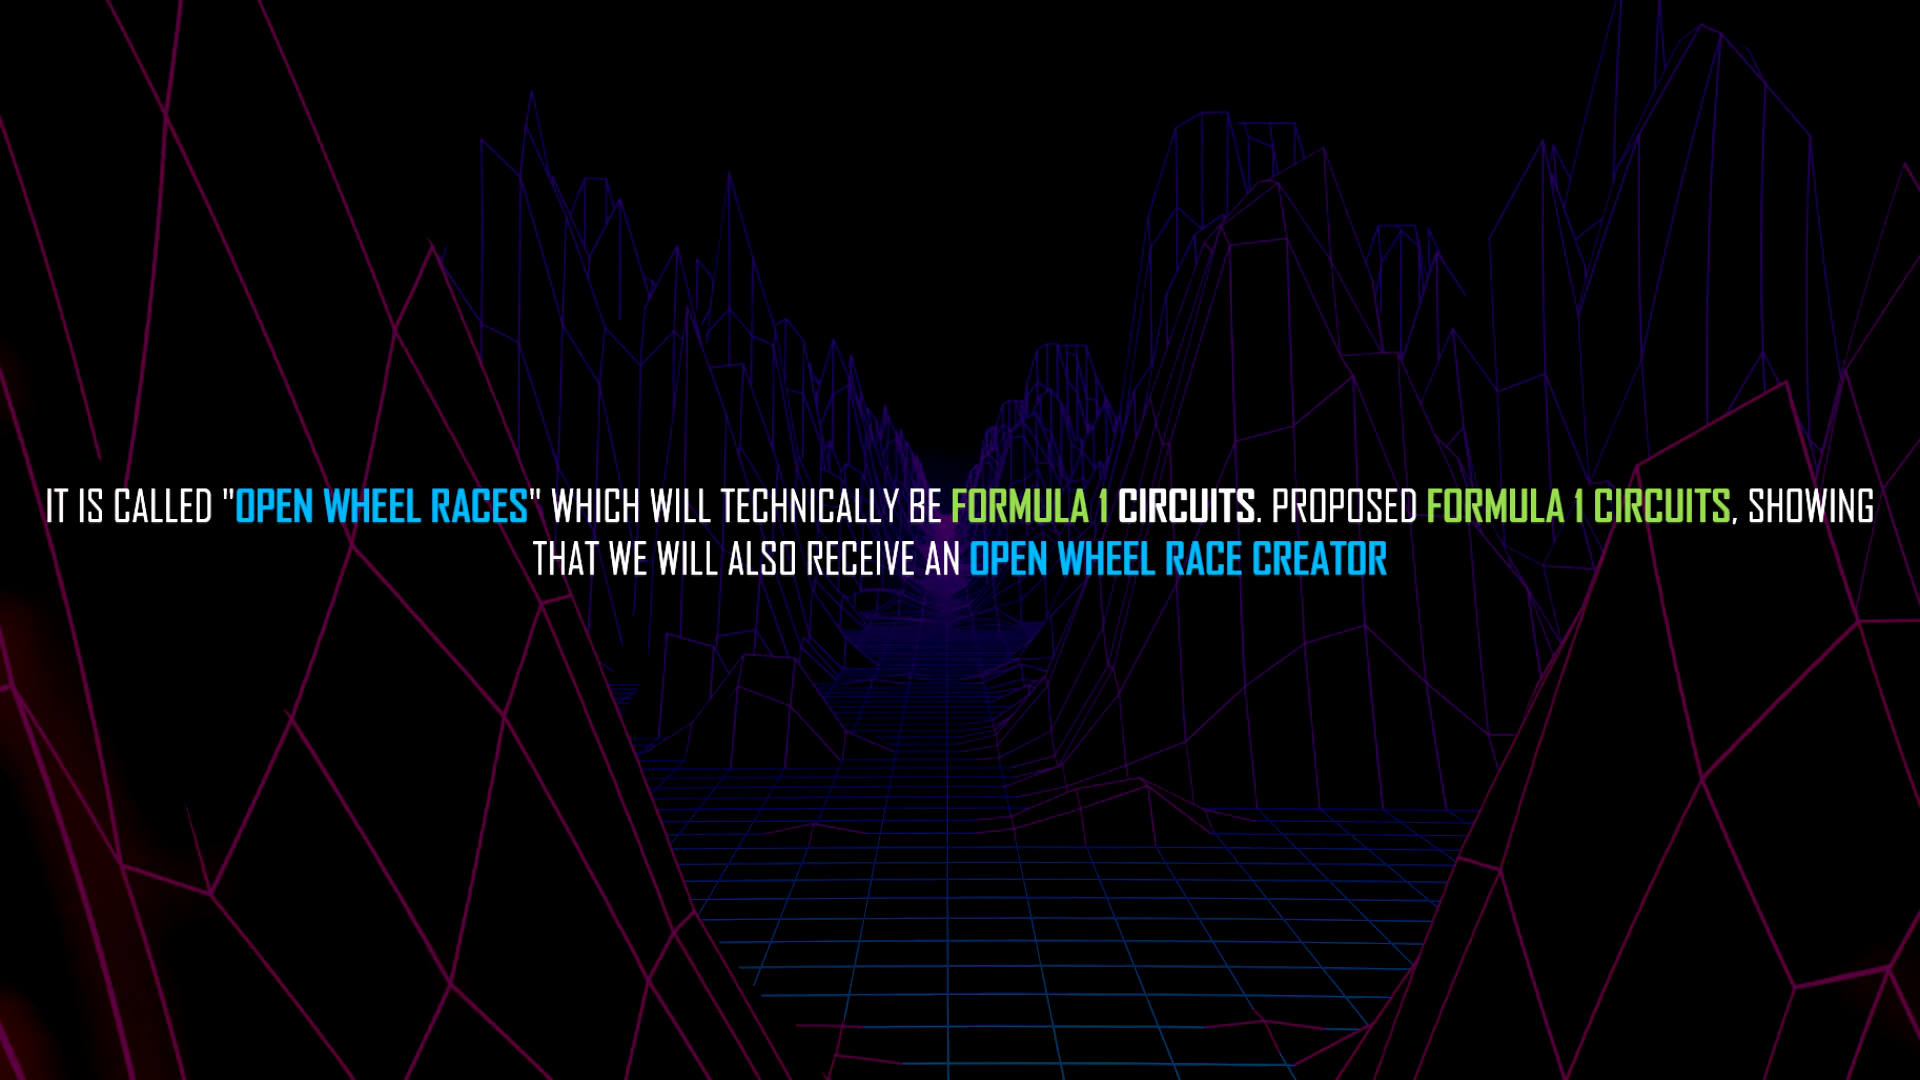 IT IS CALLED "OPEN WHEEL RACES" WHICH WILL TECHNICALLY BE FORMULA 1 CIRCUITS. PROPOSED FORMULA 1 CIRCUITS, SHOWING
THAT WE WILL ALSO RECEIVE AN OPEN WHEEL RACE CREATOR